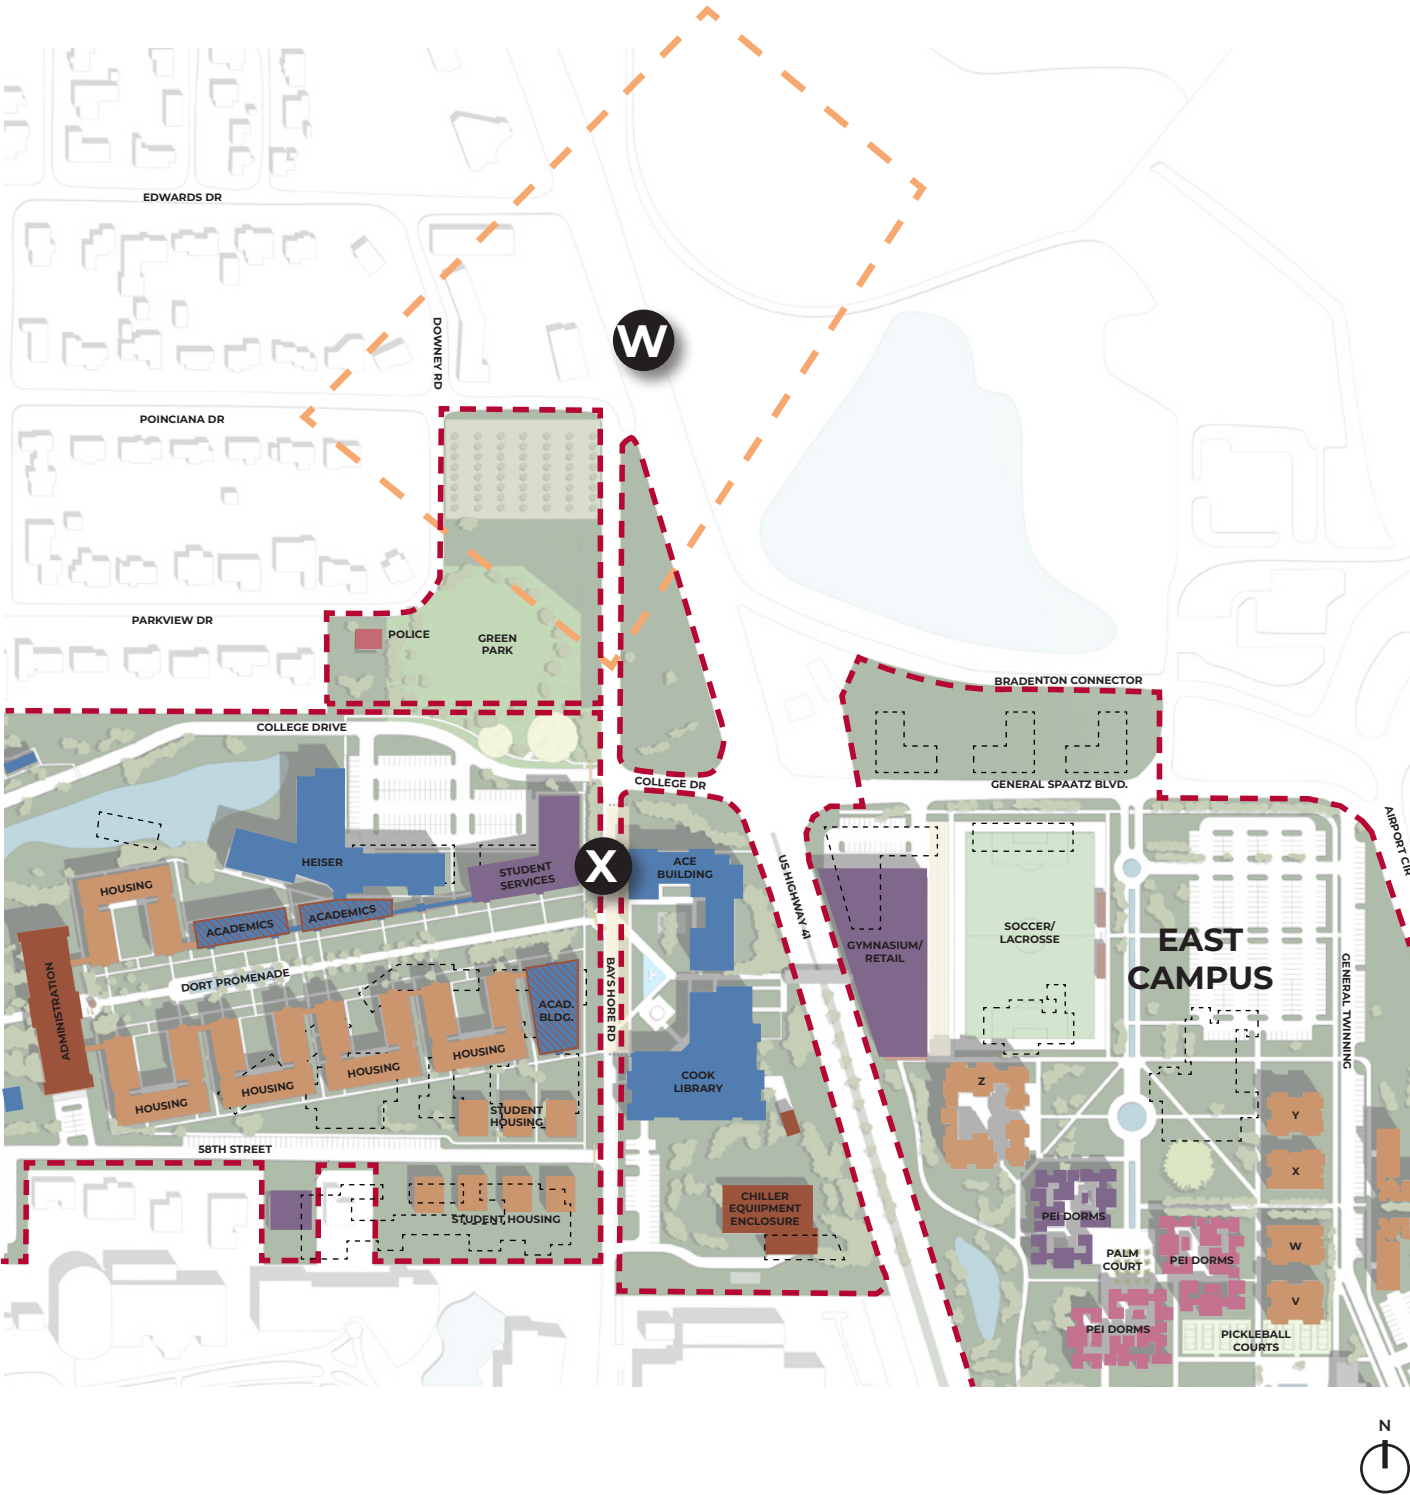 EDWARDS DR
DOWNEY RD
W
POINCIANA DR
PARKVIEW DR
POLICE
GREEN
PARK
BRADENTON CONNECTOR
COLLEGE DRIVE
COLLEGE DR
GENERAL SPAATZ BLVD.
AIRPORT CIR
HEISER
STUDENT
SERVICES
X
ACE
BUILDING
US HIGHWAY 41
HOUSING
ACADEMICS
ACADEMICS
GYMNASIUM/
RETAIL
SOCCER/
LACROSSE
EAST
CAMPUS
DORT PROMENADE
ADMINISTRATION
ACAD.
BLDG.
BAYS HORE RD
GENERAL TWINNING
HOUSING
HOUSING
HOUSING
HOUSING
COOK
LIBRARY
Z
STUDENT
HOUSING
Y
58TH STREET
X
CHILLER
EQUIIPMENT
ENCLOSURE
STUDENT HOUSING
PEI DORMS
PALM
COURT
PEI DORMS
W
V
PEI DORMS
PICKLEBALL
COURTS
N